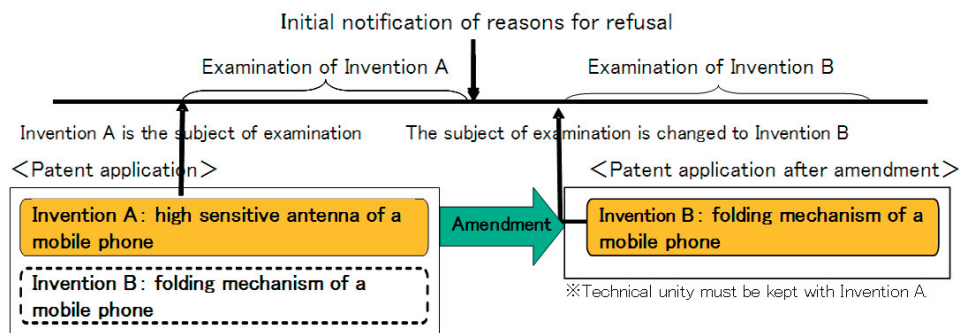 Initial notification of reasons for refusal
Examination of Invention A
Examination of Invention B
Invention A is the subject of examination
The subject of examination is changed to Invention B
＜Patent application＞
＜Patent application after amendment＞
Invention A： high sensitive antenna of a
mobile phone
Invention B： folding mechanism of a
mobile phone
Amendment
Invention B： folding mechanism of a
mobile phone
※Technical unity must be kept with Invention A